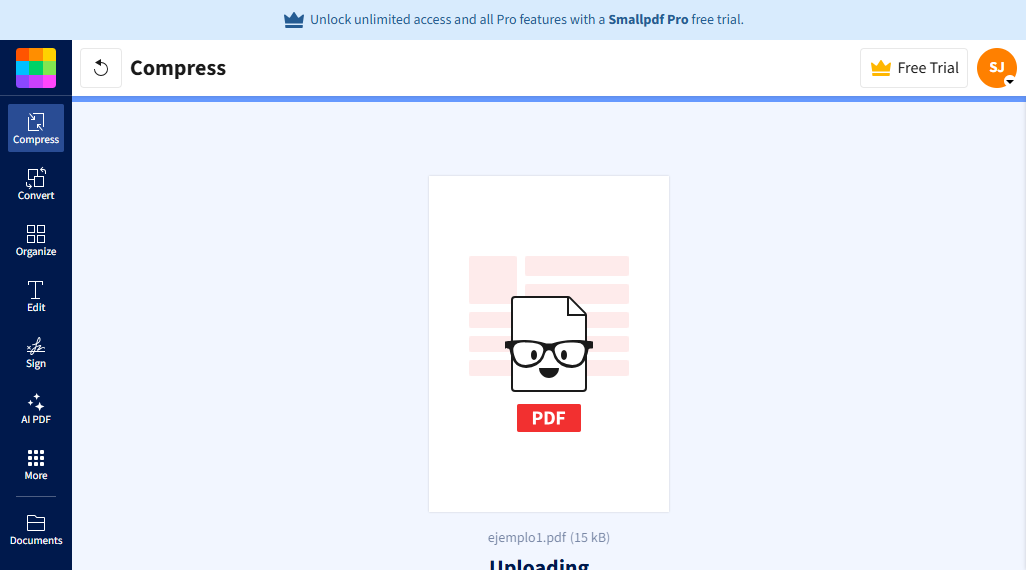 Unlock unlimited access and all Pro features with a Smallpdf Pro free trial.
Compress
Free Trial
SJ
Compress
Convert
Organize
Edit
Sign
AI PDF
More
Documents
PDF
ejemplo1.pdf (15 kB)
Uploading